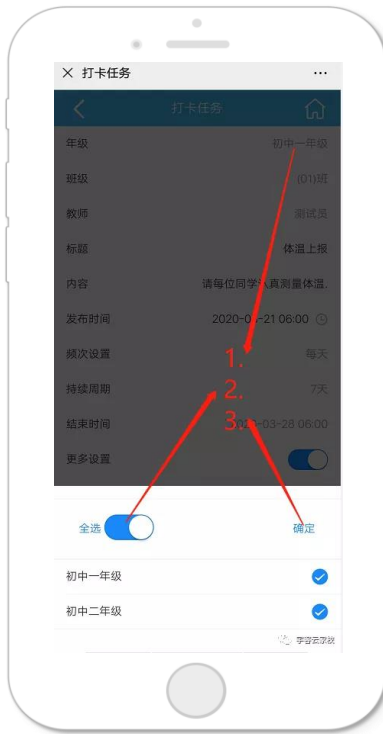 打卡任务
打卡任务
年级 初中一年级
班级 (01)班
教师 测试员
标题 体温上报
内容 请每位同学认真测量体温.
发布时间 2020-03-21 06:00
频次设置 1. 每天
持续周期 2. 7天
结束时间 3. 2020-03-28 06:00
更多设置
全选 确定
初中一年级
初中二年级